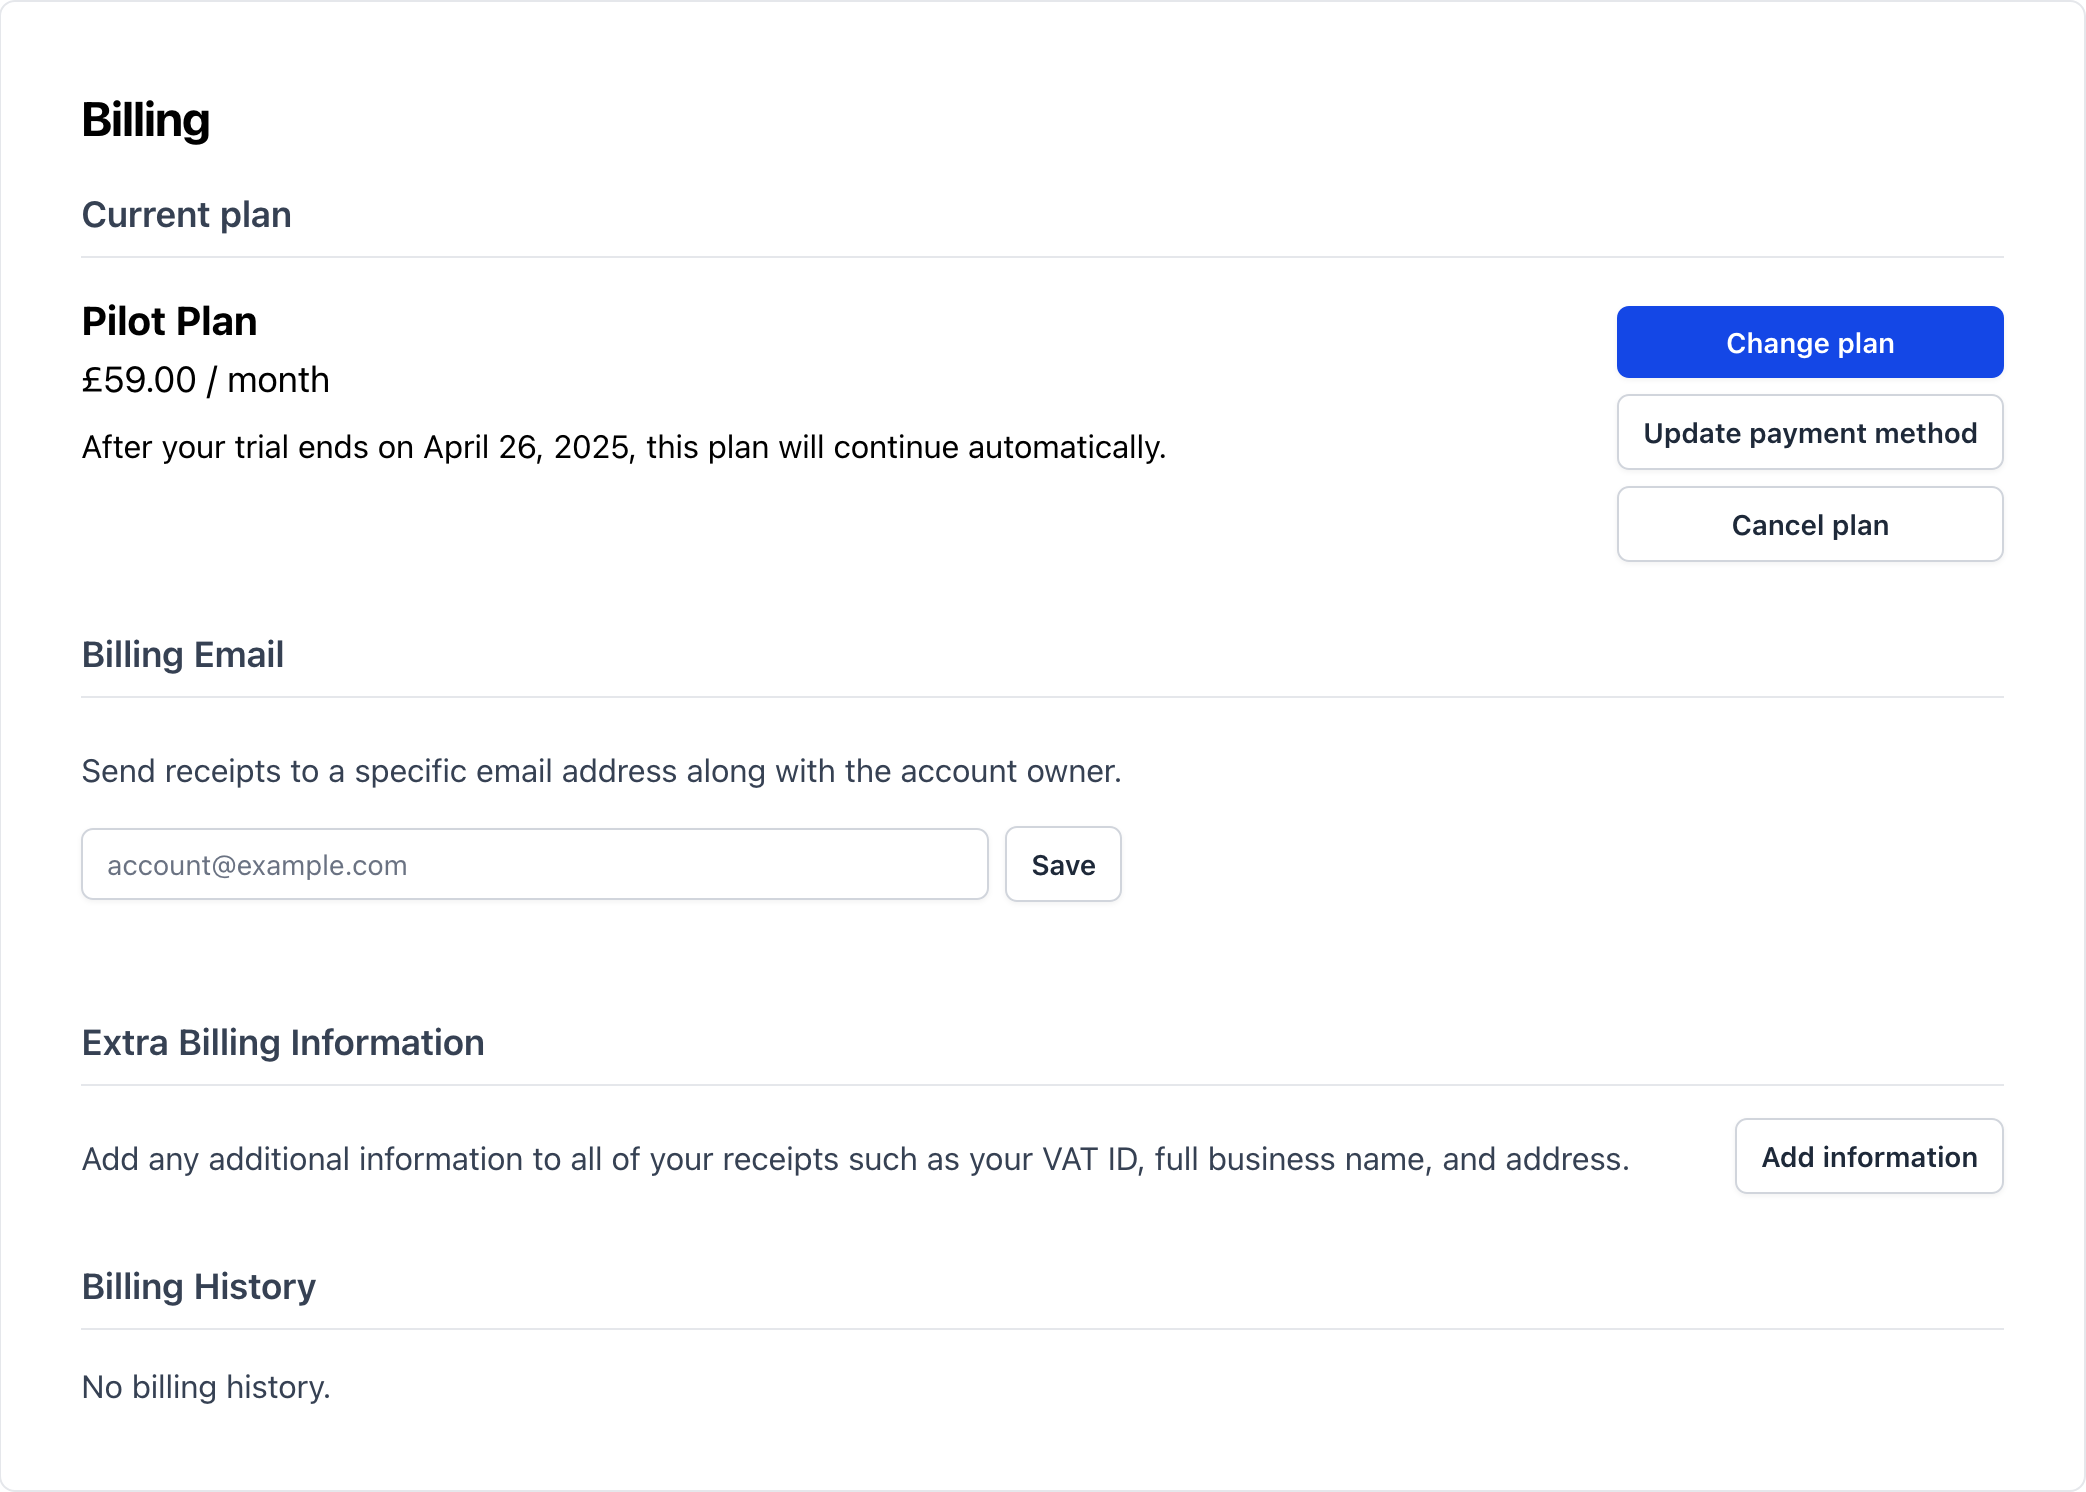 Billing
Current plan
Pilot Plan
£59.00 / month
After your trial ends on April 26, 2025, this plan will continue automatically.
Change plan
Update payment method
Cancel plan
Billing Email
Send receipts to a specific email address along with the account owner.
account@example.com
Save
Extra Billing Information
Add any additional information to all of your receipts such as your VAT ID, full business name, and address.
Add information
Billing History
No billing history.